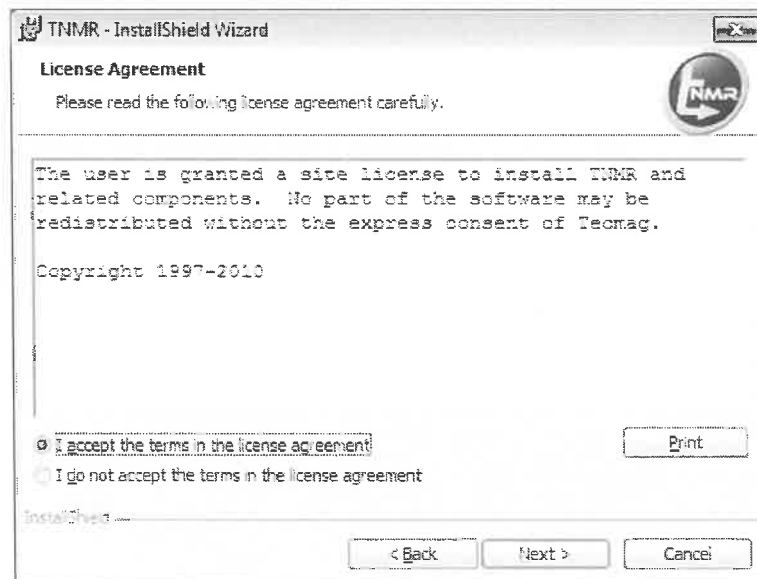 TNMR - InstallShield Wizard
License Agreement
Please read the following license agreement carefully.
NMR
The user is granted a site license to install TNMR and
related components. No part of the software may be
redistributed without the express consent of Tecmag.
Copyright 1997-2010
I accept the terms in the license agreement
Print
I do not accept the terms in the license agreement
InstallShield
< Back
Next >
Cancel